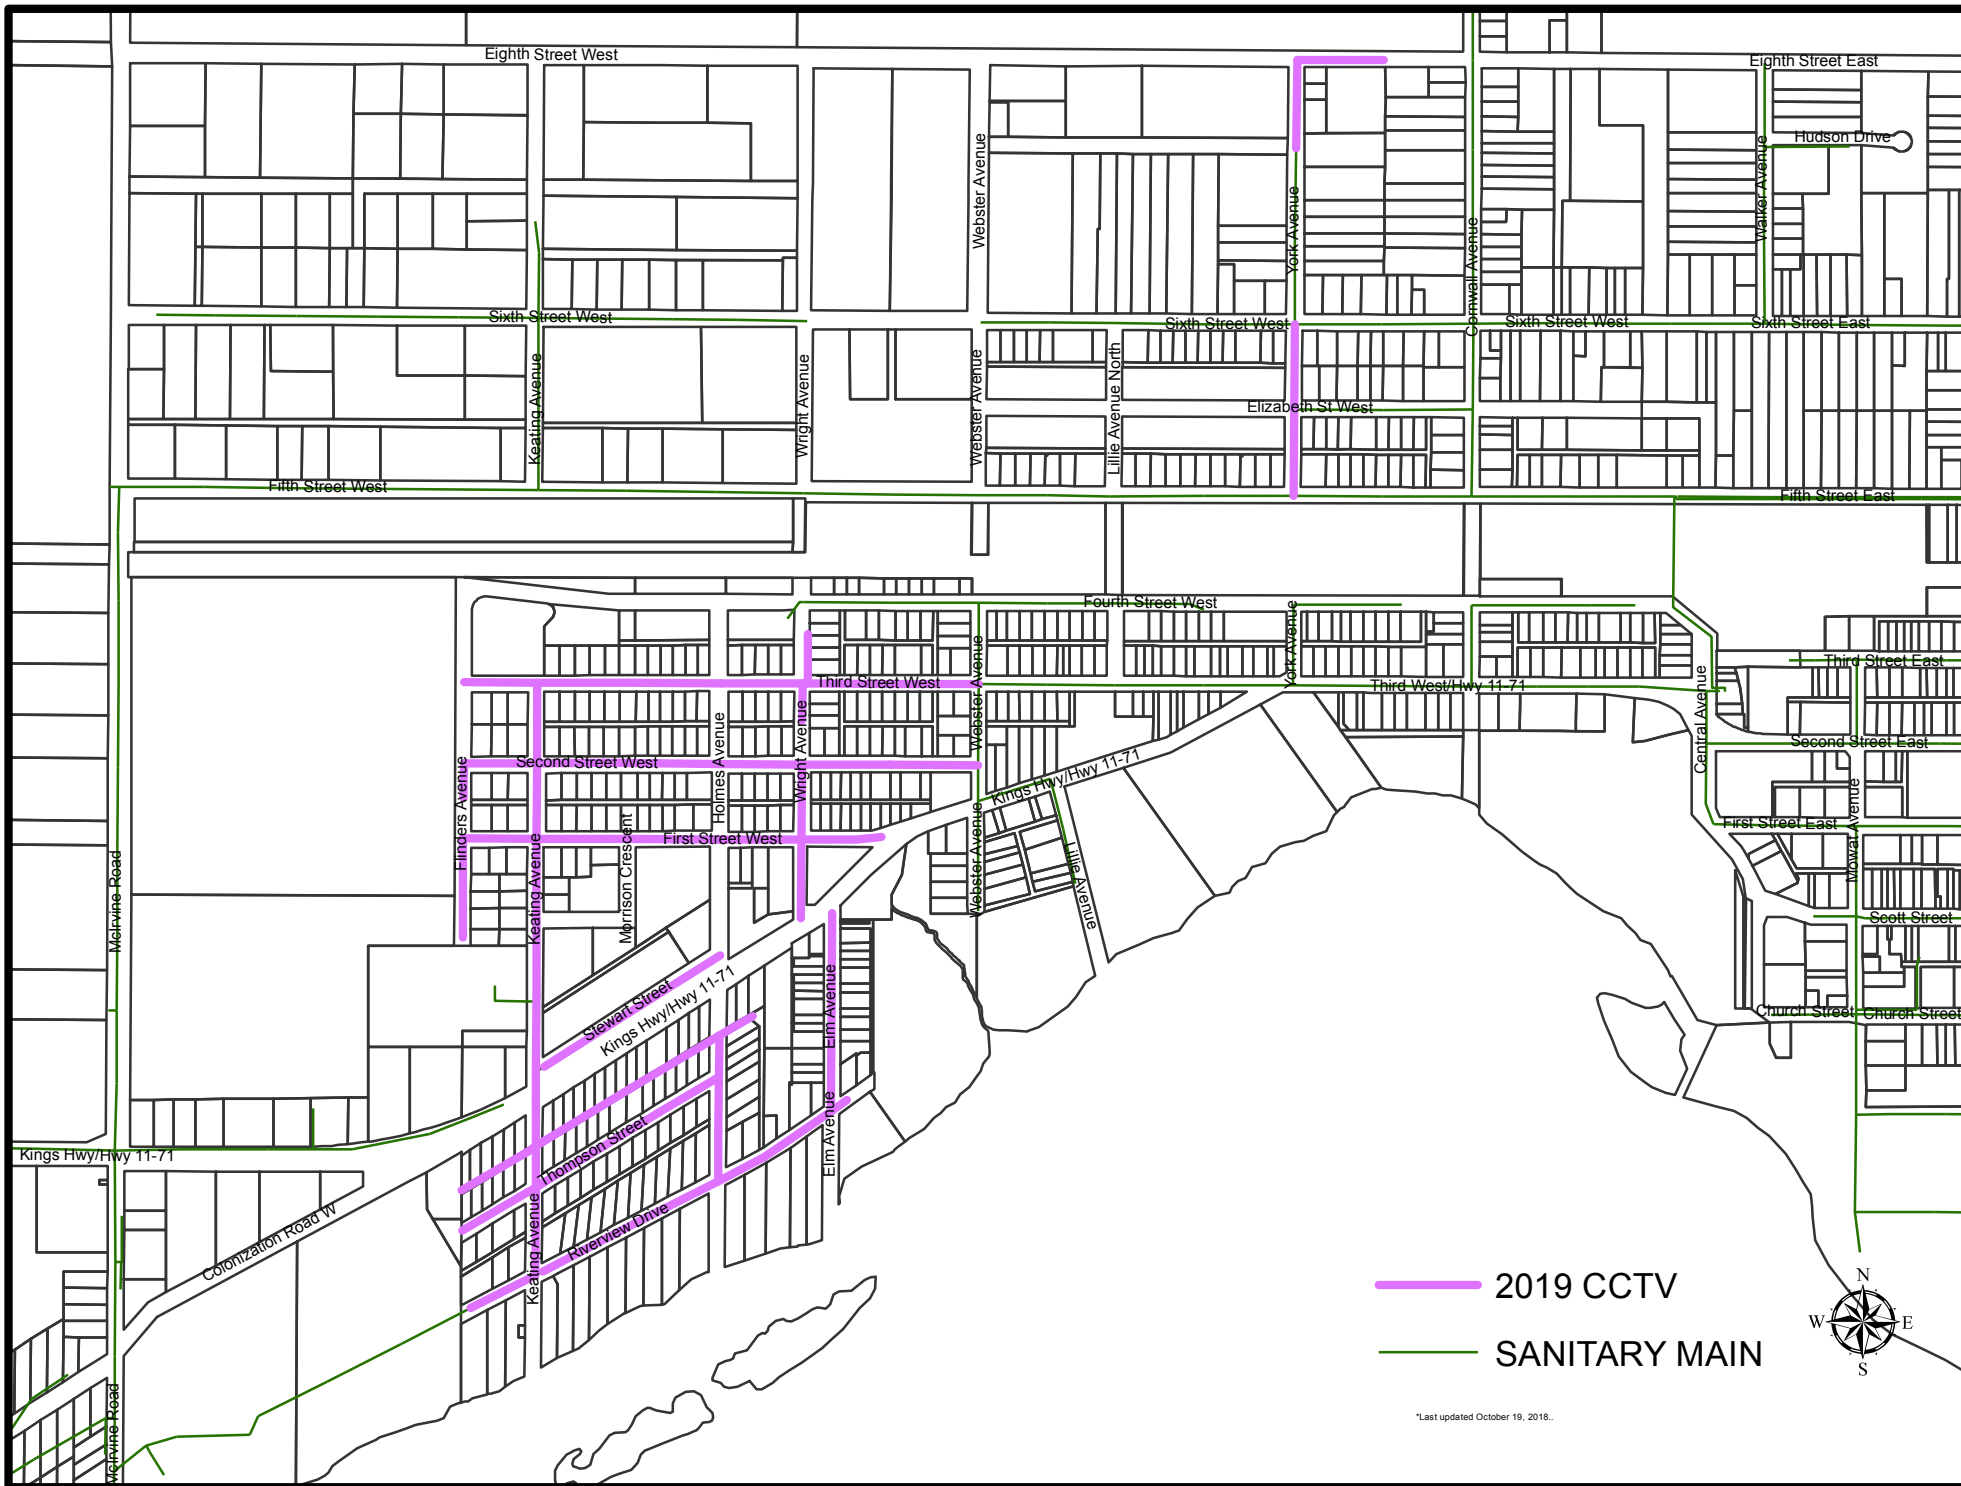 Eighth Street West
Eighth Street East
Hudson Drive
Webster Avenue
York Avenue
Walker Avenue
Cornwall Avenue
Sixth Street West
Sixth Street West
Sixth Street West
Sixth Street East
Keating Avenue
Wright Avenue
Webster Avenue
Lillie Avenue North
Elizabeth St West
Fifth Street West
Fifth Street East
Fourth Street West
York Avenue
Webster Avenue
Third Street West
Third West/Hwy 11-71
Third Street East
Central Avenue
Second Street East
Holmes Avenue
Wright Avenue
Second Street West
Flinders Avenue
Kings Hwy/Hwy 11-71
First Street West
First Street East
Mowat Avenue
McIrvine Road
Keating Avenue
Morrison Crescent
Webster Avenue
Lillie Avenue
Scott Street
Stewart Street
Kings Hwy/Hwy 11-71
Elm Avenue
Church Street
Church Street
Kings Hwy/Hwy 11-71
Thompson Street
Elm Avenue
Colonization Road W
Keating Avenue
Riverview Drive
McIrvine Road
2019 CCTV
SANITARY MAIN
N
W
E
S
*Last updated October 19, 2018..